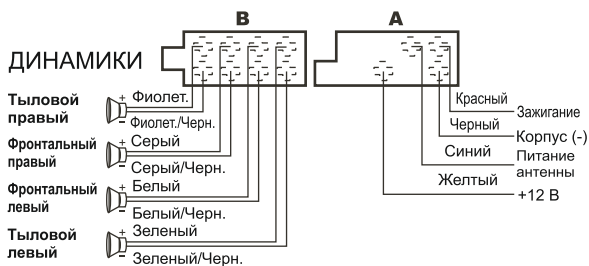 B
A
ДИНАМИКИ
Тыловой
правый
+
−
Фиолет.
Фиолет./Черн.
Фронтальный
правый
+
−
Серый
Серый/Черн.
Фронтальный
левый
+
−
Белый
Белый/Черн.
Тыловой
левый
+
−
Зеленый
Зеленый/Черн.
Красный
Зажигание
Черный
Корпус (-)
Синий
Питание
антенны
Желтый
+12 В